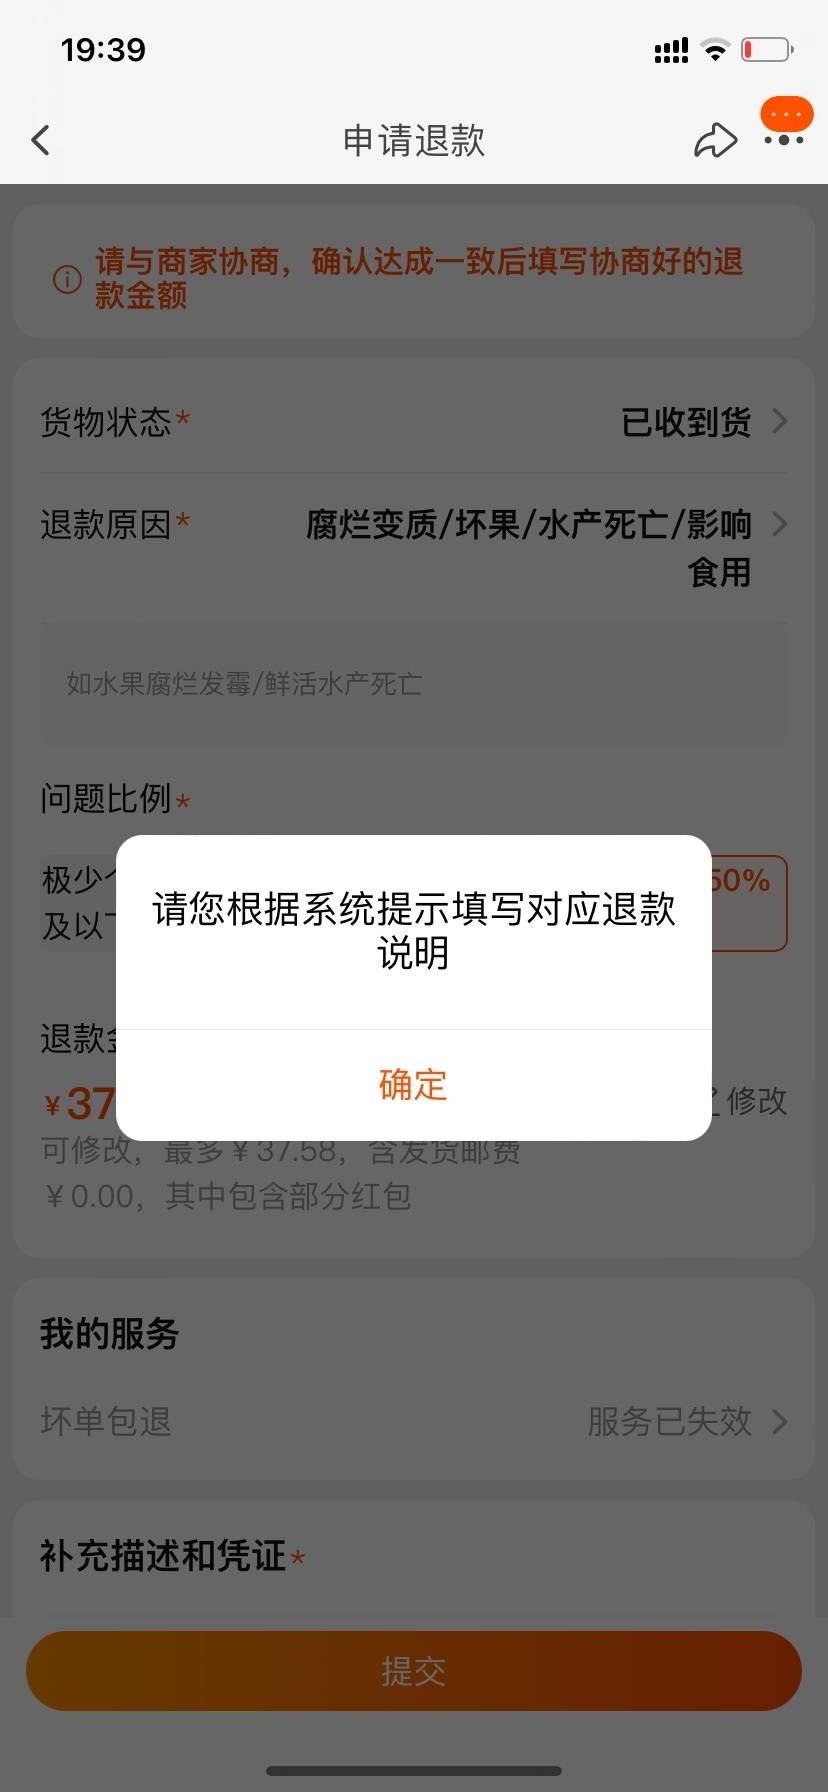 19:39
申请退款
请与商家协商，确认达成一致后填写协商好的退
款金额
货物状态*
已收到货
退款原因*
腐烂变质/坏果/水产死亡/影响
食用
如水果腐烂发霉/鲜活水产死亡
问题比例*
极少
及以
50%
请您根据系统提示填写对应退款
说明
确定
退款
¥37
修改
可修改，最多¥37.58，含发货邮费
¥0.00，其中包含部分红包
我的服务
坏单包退
服务已失效
补充描述和凭证*
提交